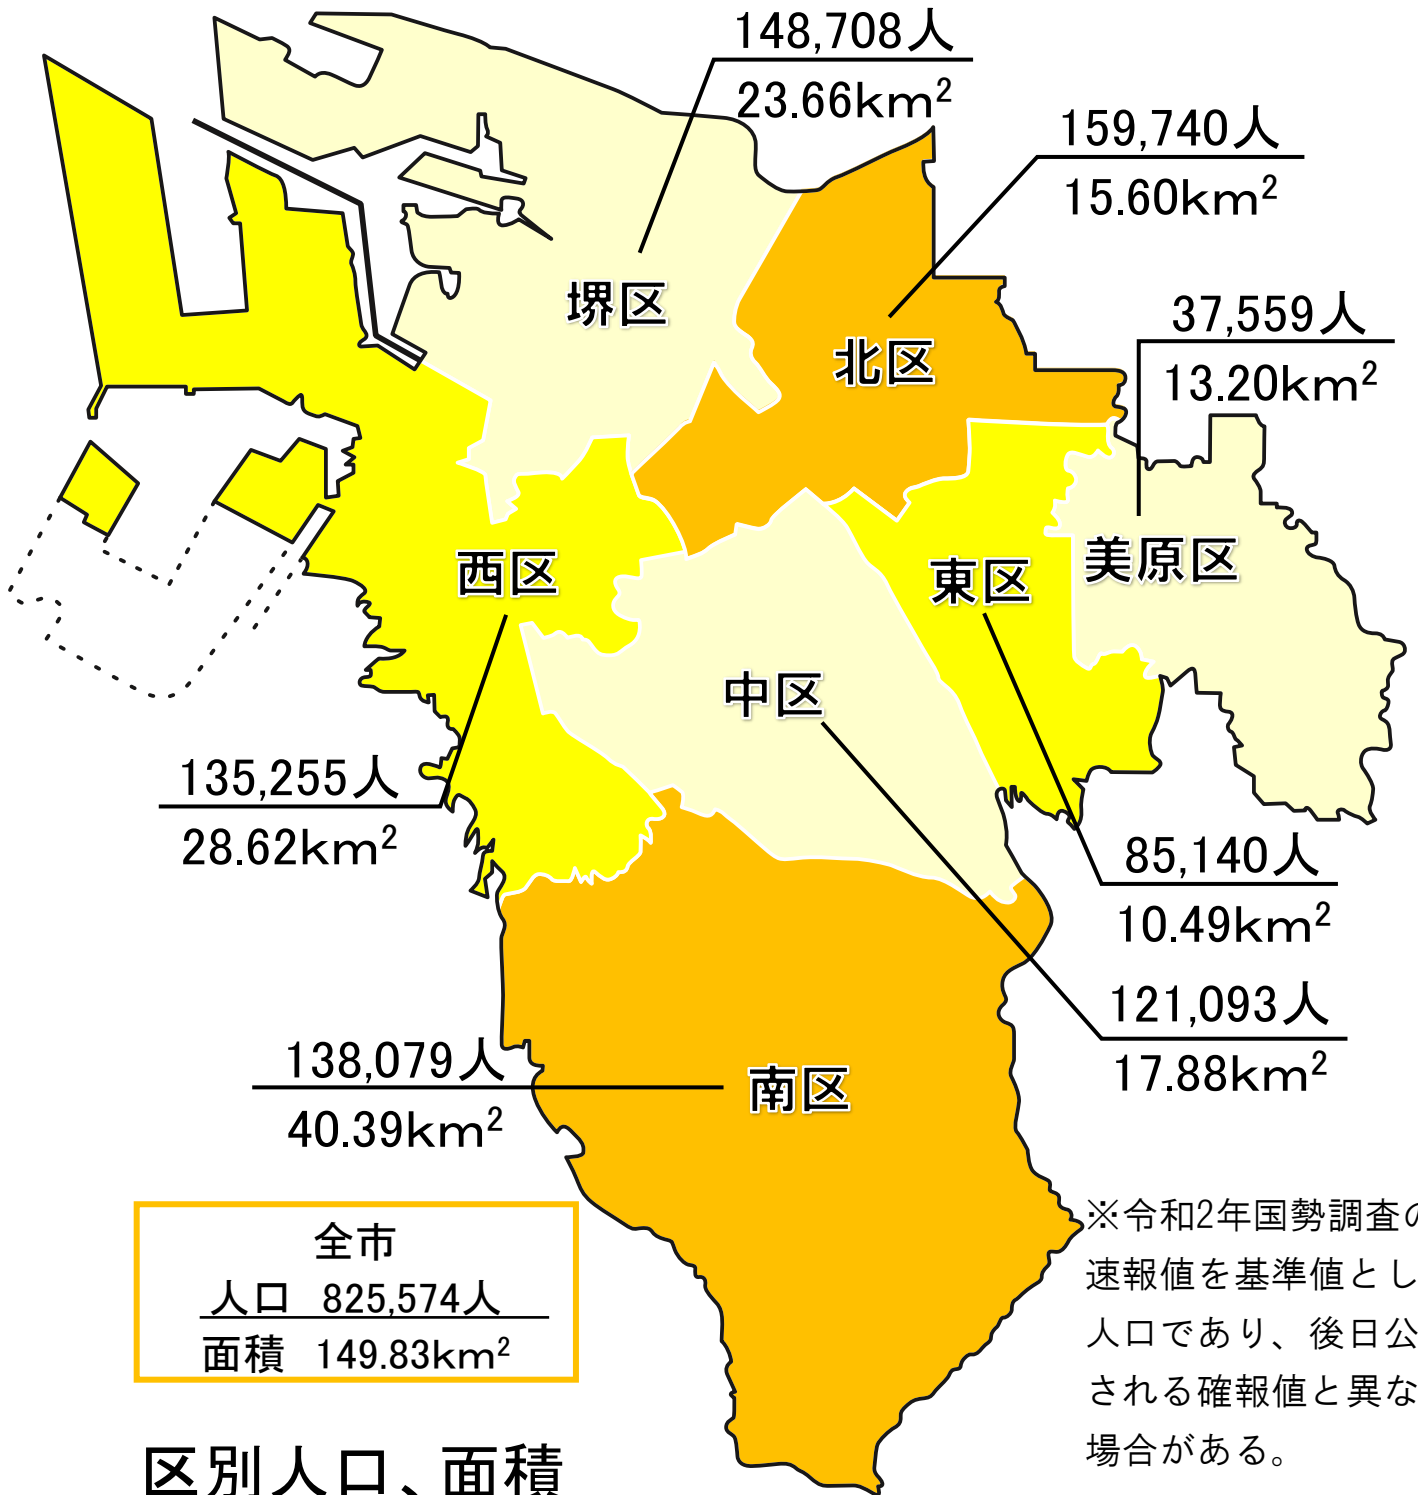 148,708人
23.66km²
159,740人
15.60km²
堺区
37,559人
13.20km²
北区
西区
東区
美原区
中区
135,255人
28.62km²
85,140人
10.49km²
121,093人
17.88km²
138,079人
40.39km²
南区
全市
人口 825,574人
面積 149.83km²
※令和2年国勢調査の
速報値を基準値とし
人口であり、後日公
される確報値と異な
場合がある。
区別人口、面積